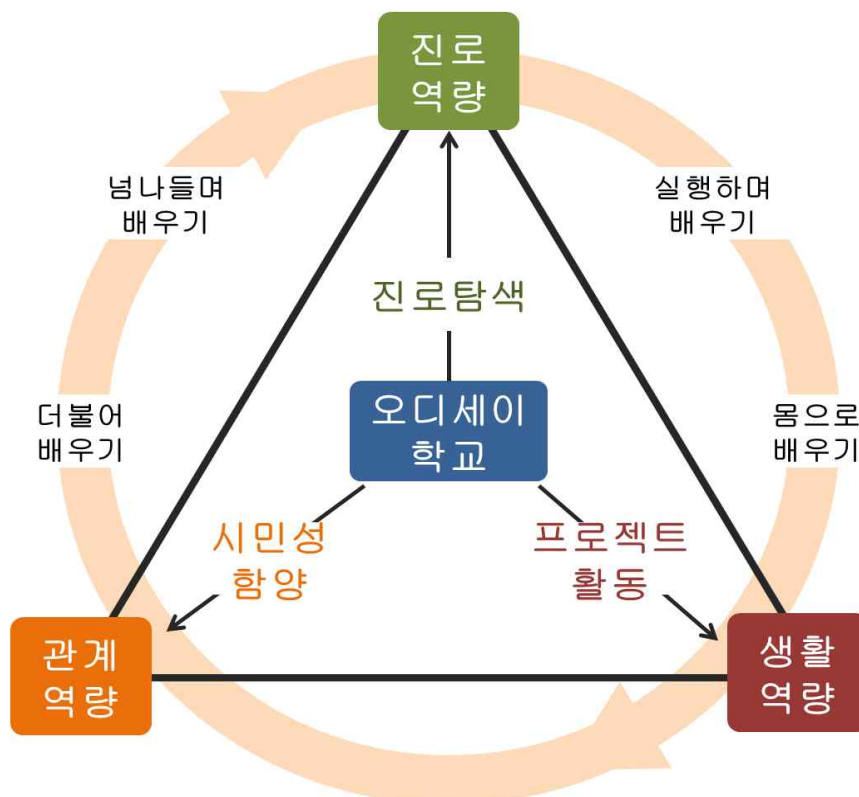 진로
역량
넘나들며
배우기
실행하며
배우기
진로탐색
오디세이
학교
더불어
배우기
몸으로
배우기
시민성
함양
프로젝트
활동
관계
역량
생활
역량